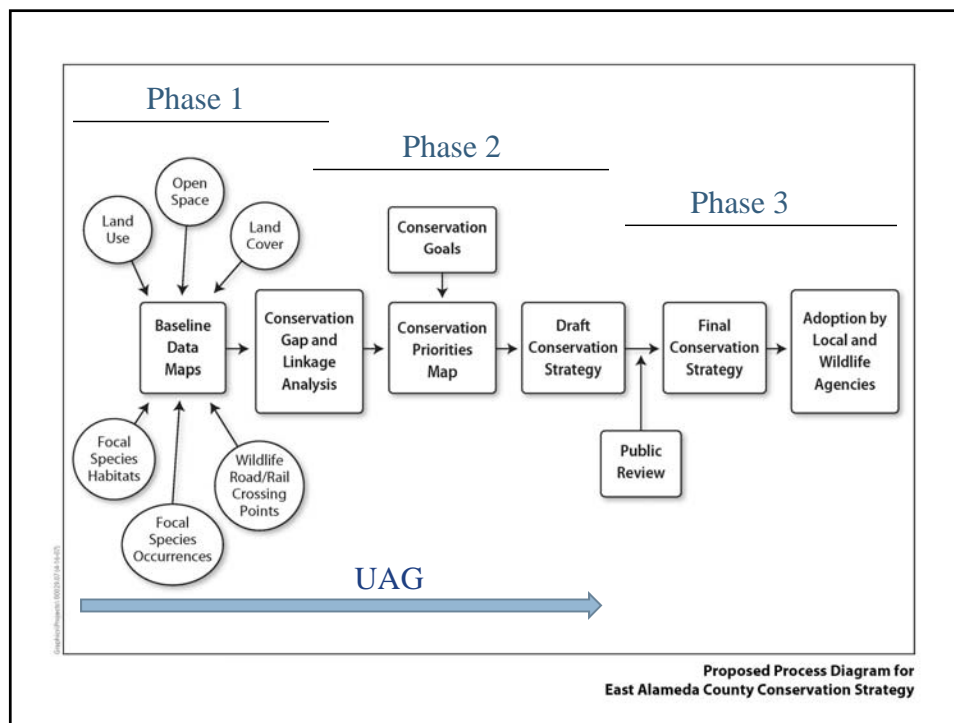 Phase 1
Phase 2
Phase 3
Open
Space
Land
Use
Land
Cover
Conservation
Goals
Baseline
Data
Maps
Conservation
Gap and
Linkage
Analysis
Conservation
Priorities
Map
Draft
Conservation
Strategy
Final
Conservation
Strategy
Adoption by
Local and
Wildlife
Agencies
Focal
Species
Habitats
Wildlife
Road/Rail
Crossing
Points
Focal
Species
Occurrences
Public
Review
UAG
Proposed Process Diagram for
East Alameda County Conservation Strategy